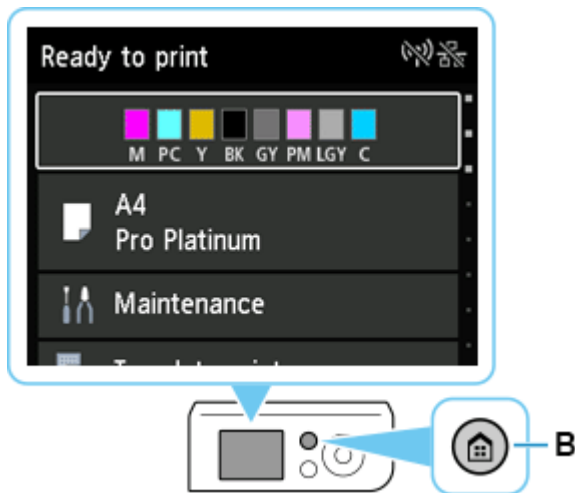 Ready to print
M PC Y BK GY PM LGY C
A4
Pro Platinum
Maintenance
B